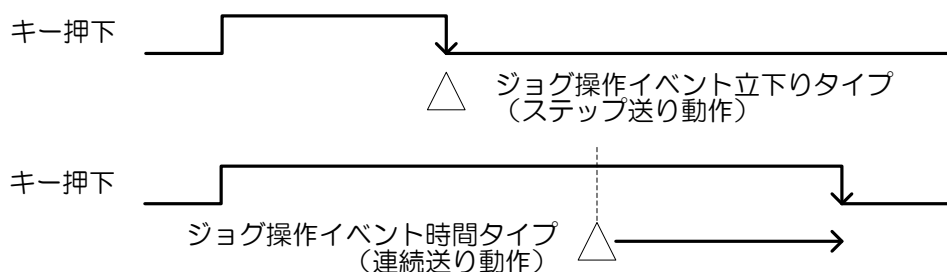 キー押下
ジョグ操作イベント立下りタイプ
（ステップ送り動作）
キー押下
ジョグ操作イベント時間タイプ
（連続送り動作）